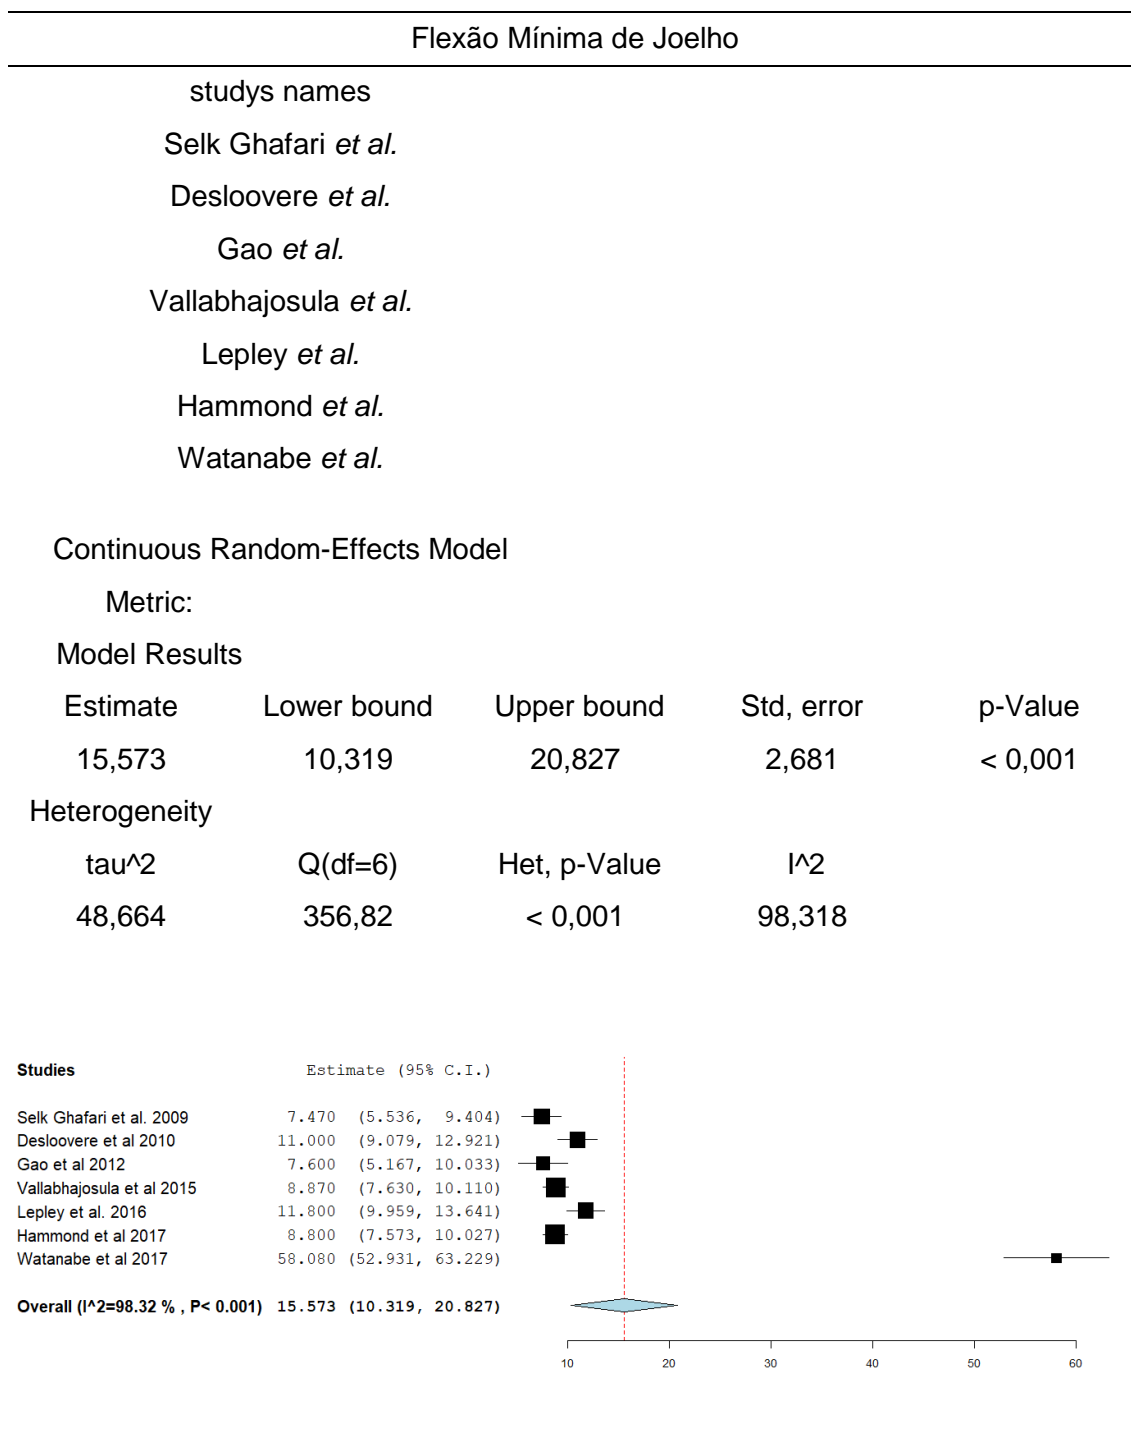 Flexão Mínima de Joelho
studys names
Selk Ghafari et al.
Desloovere et al.
Gao et al.
Vallabhajosula et al.
Lepley et al.
Hammond et al.
Watanabe et al.
Continuous Random-Effects Model
Metric:
Model Results
Estimate Lower bound Upper bound Std, error p-Value
15,573 10,319 20,827 2,681 < 0,001
Heterogeneity
tau^2 Q(df=6) Het, p-Value I^2
48,664 356,82 < 0,001 98,318
Studies Estimate (95% C.I.)
Selk Ghafari et al. 2009 7.470 (5.536, 9.404)
Desloovere et al 2010 11.000 (9.079, 12.921)
Gao et al 2012 7.600 (5.167, 10.033)
Vallabhajosula et al 2015 8.870 (7.630, 10.110)
Lepley et al. 2016 11.800 (9.959, 13.641)
Hammond et al 2017 8.800 (7.573, 10.027)
Watanabe et al 2017 58.080 (52.931, 63.229)
Overall (I^2=98.32 % , P< 0.001) 15.573 (10.319, 20.827)
10 20 30 40 50 60